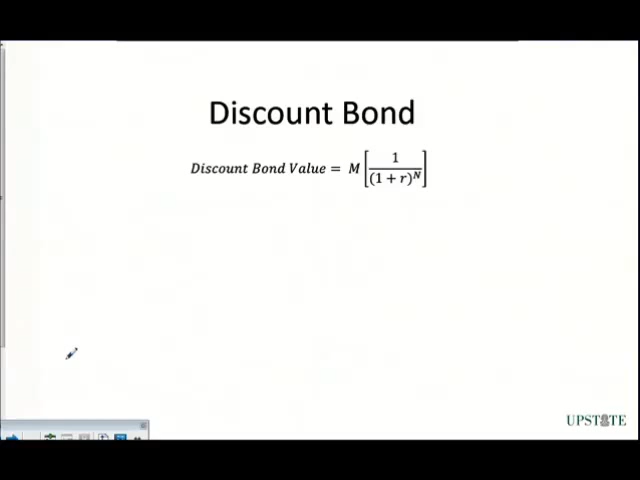 Discount Bond
Discount Bond Value = M [ 1 / (1 + r)^N ]
UPSTATE